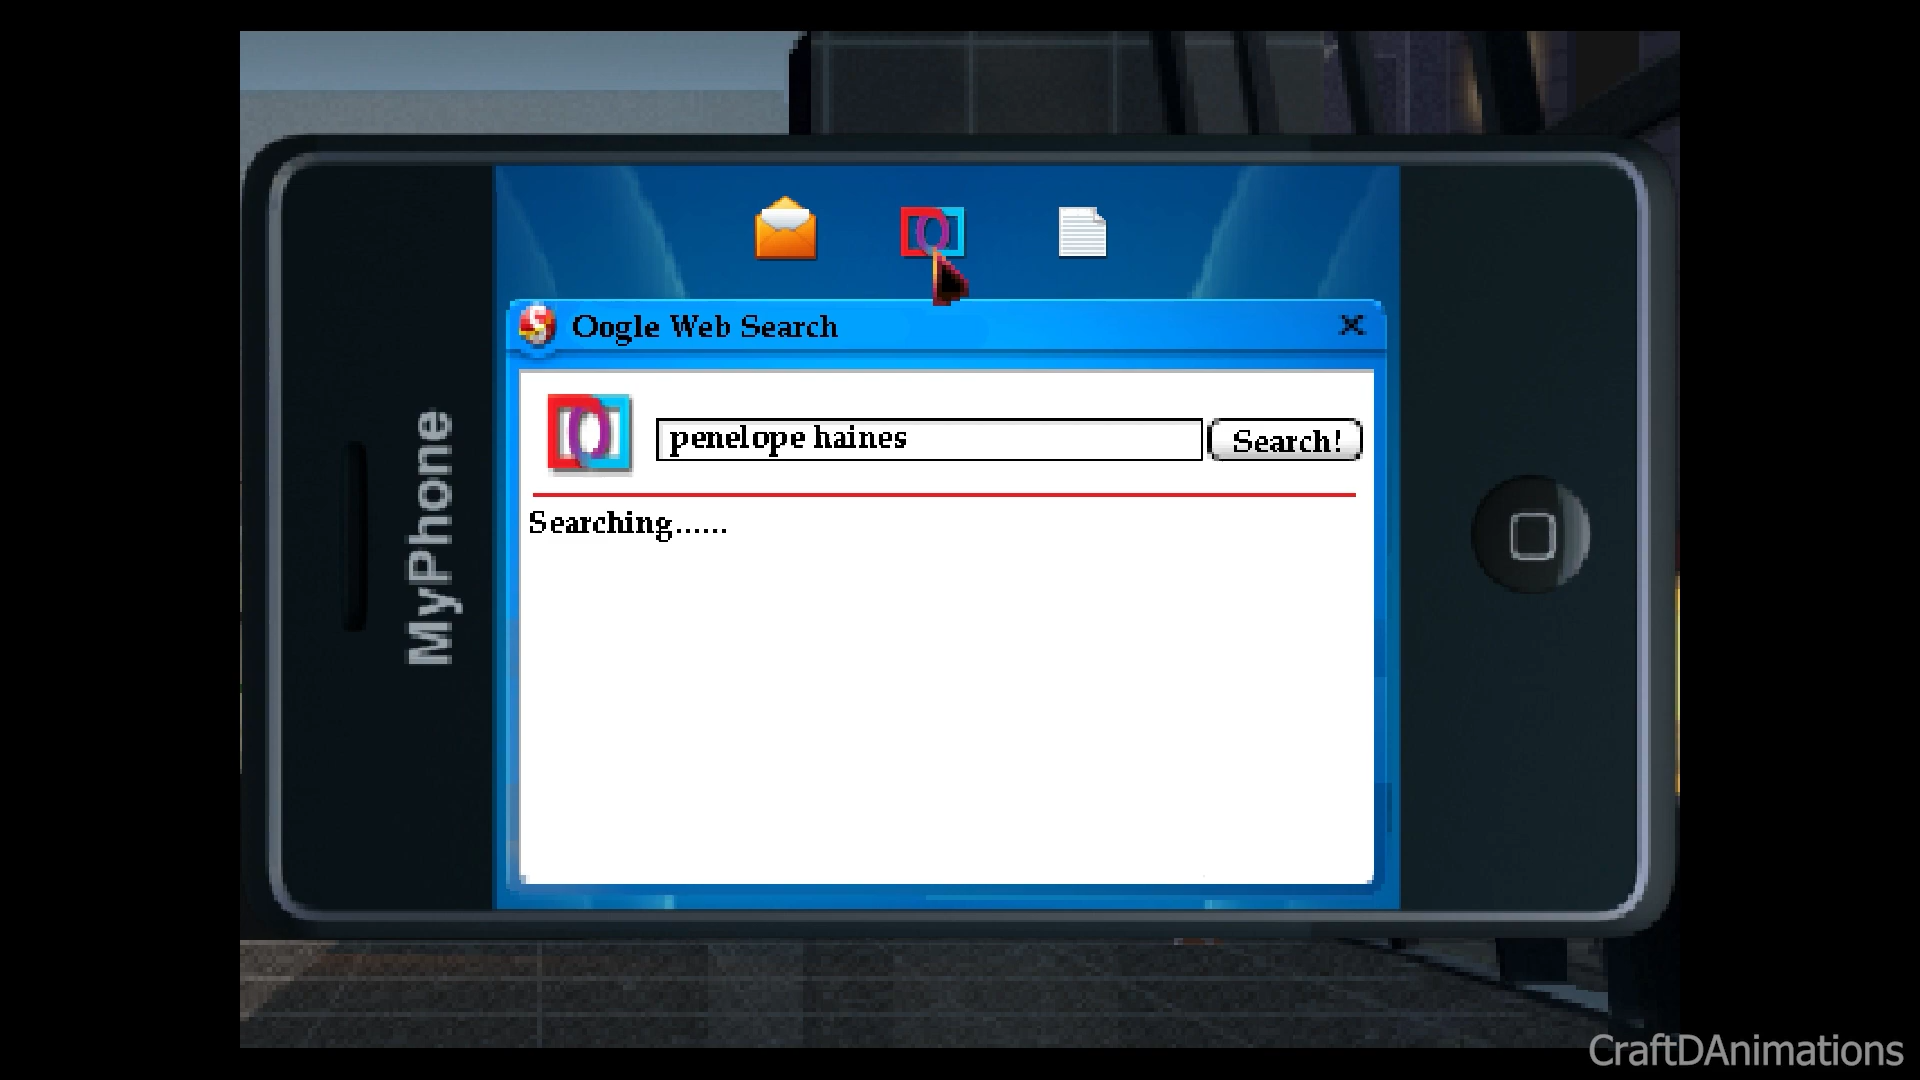 MyPhone
Oogle Web Search
penelope haines
Search!
Searching......
CraftDAnimations